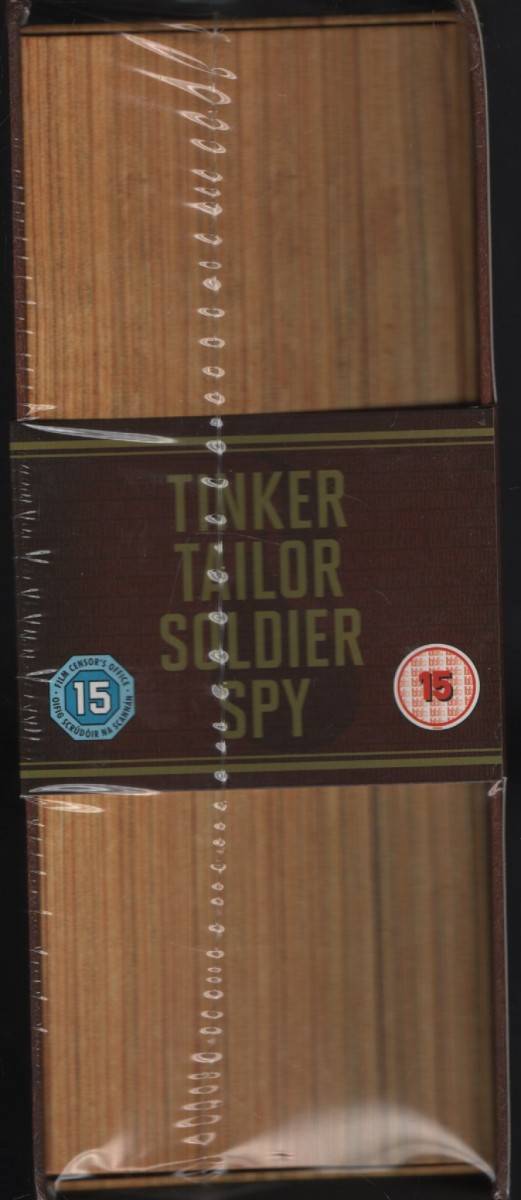 TINKER
TAILOR
SOLDIER
SPY
FILM CENSOR'S OFFICE
15
OIFIG SCRÚDÓIR NA SCANNÁN
15